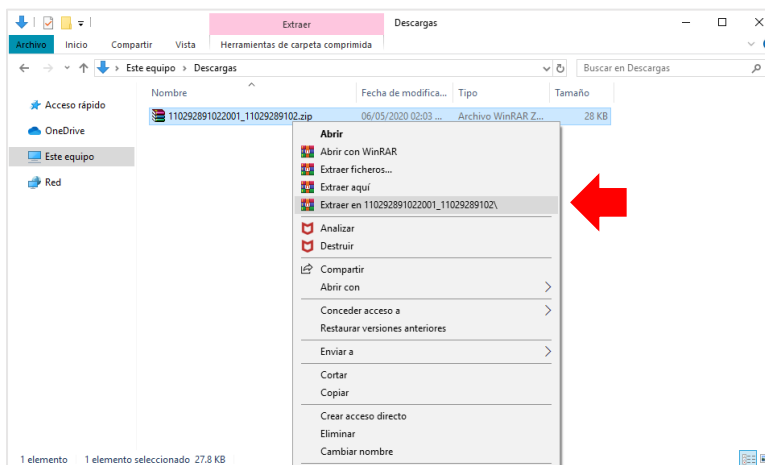 Extraer
Descargas
Archivo Inicio Compartir Vista Herramientas de carpeta comprimida
Este equipo > Descargas
Buscar en Descargas
Nombre Fecha de modifica... Tipo Tamaño
110292891022001_11029289102.zip 06/05/2020 02:03 ... Archivo WinRAR Z... 28 KB
Acceso rápido
OneDrive
Este equipo
Red
Abrir
Abrir con WinRAR
Extraer ficheros...
Extraer aquí
Extraer en 110292891022001_11029289102\
Analizar
Destruir
Compartir
Abrir con
Conceder acceso a
Restaurar versiones anteriores
Enviar a
Cortar
Copiar
Crear acceso directo
Eliminar
Cambiar nombre
1 elemento 1 elemento seleccionado 27.8 KB